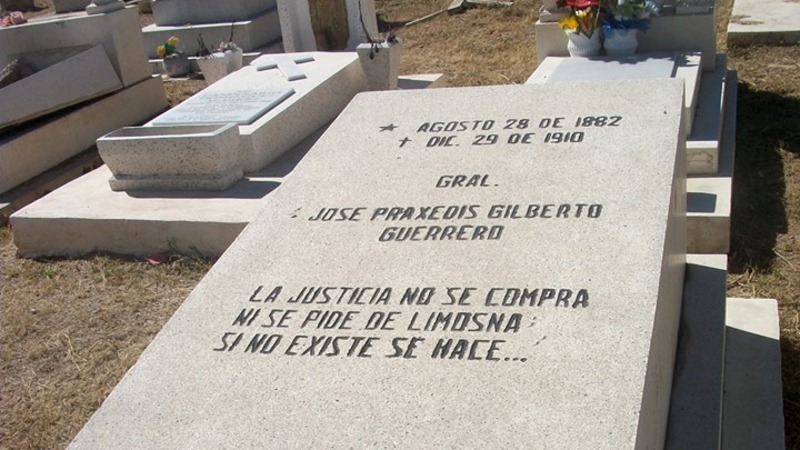 ★ AGOSTO 28 DE 1882
✝ DIC. 29 DE 1910
GRAL.
JOSE PRAXEDIS GILBERTO
GUERRERO
LA JUSTICIA NO SE COMPRA
NI SE PIDE DE LIMOSNA;
SI NO EXISTE SE HACE...